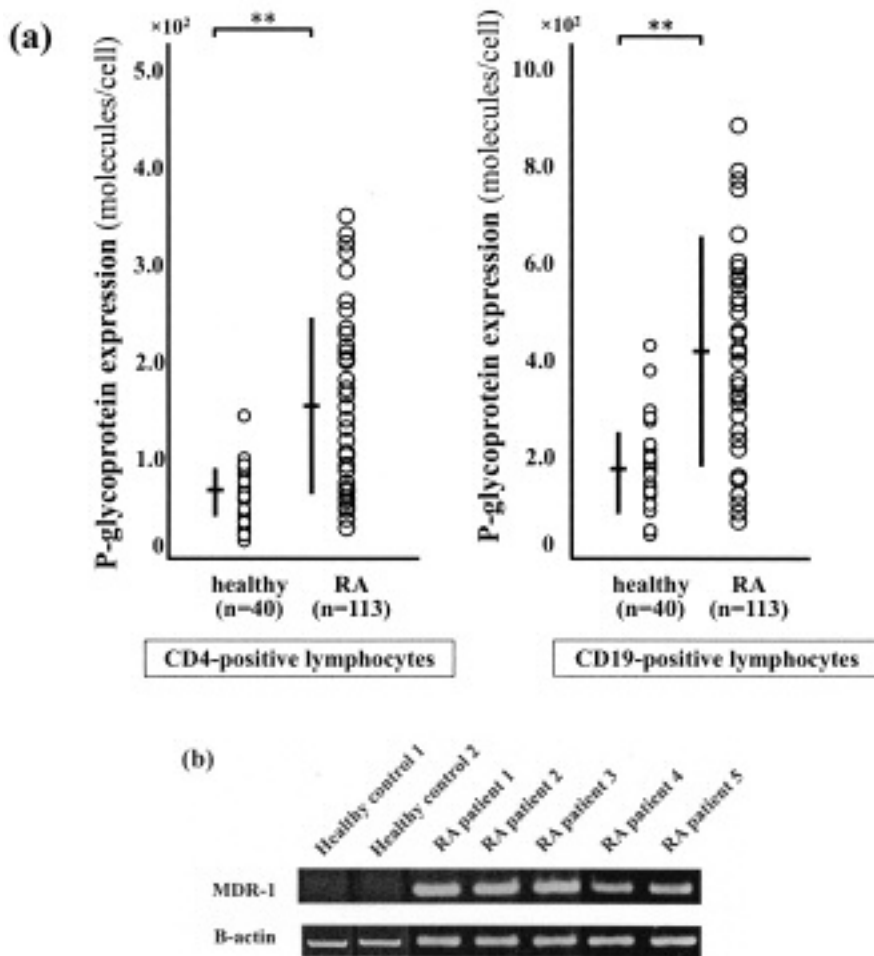 (a)
×10²
**
P-glycoprotein expression (molecules/cell)
5.0
4.0
3.0
2.0
1.0
0
healthy
(n=40)
RA
(n=113)
CD4-positive lymphocytes
×10²
**
P-glycoprotein expression (molecules/cell)
10.0
8.0
6.0
4.0
2.0
0
healthy
(n=40)
RA
(n=113)
CD19-positive lymphocytes
(b)
Healthy control 1
Healthy control 2
RA patient 1
RA patient 2
RA patient 3
RA patient 4
RA patient 5
MDR-1
B-actin